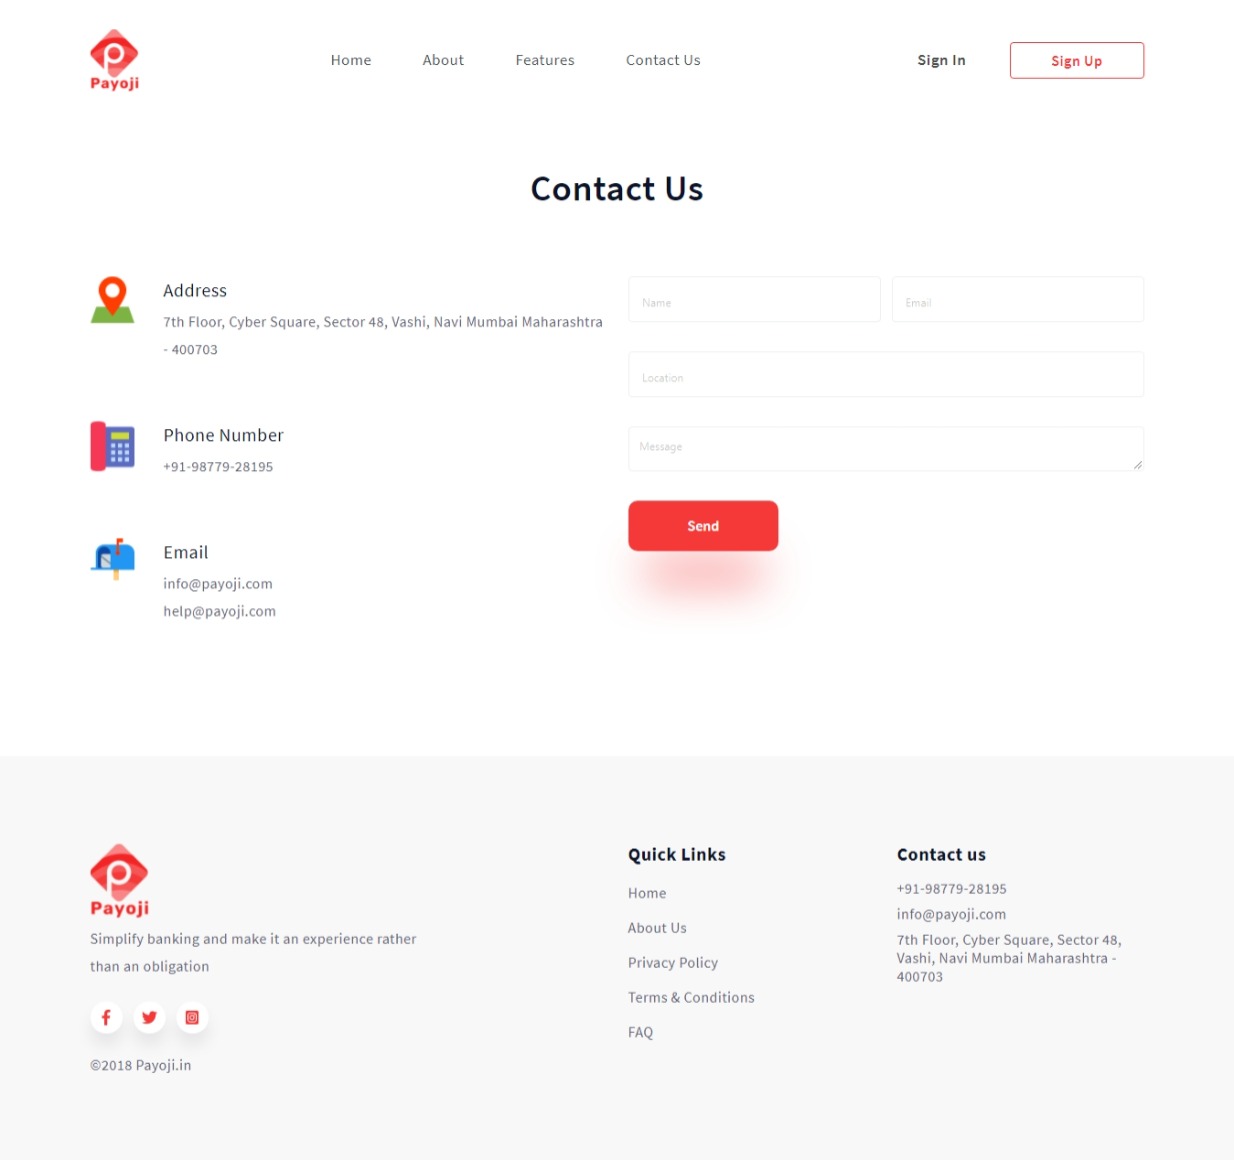 Payoji
Home
About
Features
Contact Us
Sign In
Sign Up
Contact Us
Address
7th Floor, Cyber Square, Sector 48, Vashi, Navi Mumbai Maharashtra
- 400703
Phone Number
+91-98779-28195
Email
info@payoji.com
help@payoji.com
Name
Email
Location
Message
Send
Payoji
Simplify banking and make it an experience rather
than an obligation
©2018 Payoji.in
Quick Links
Home
About Us
Privacy Policy
Terms & Conditions
FAQ
Contact us
+91-98779-28195
info@payoji.com
7th Floor, Cyber Square, Sector 48,
Vashi, Navi Mumbai Maharashtra -
400703